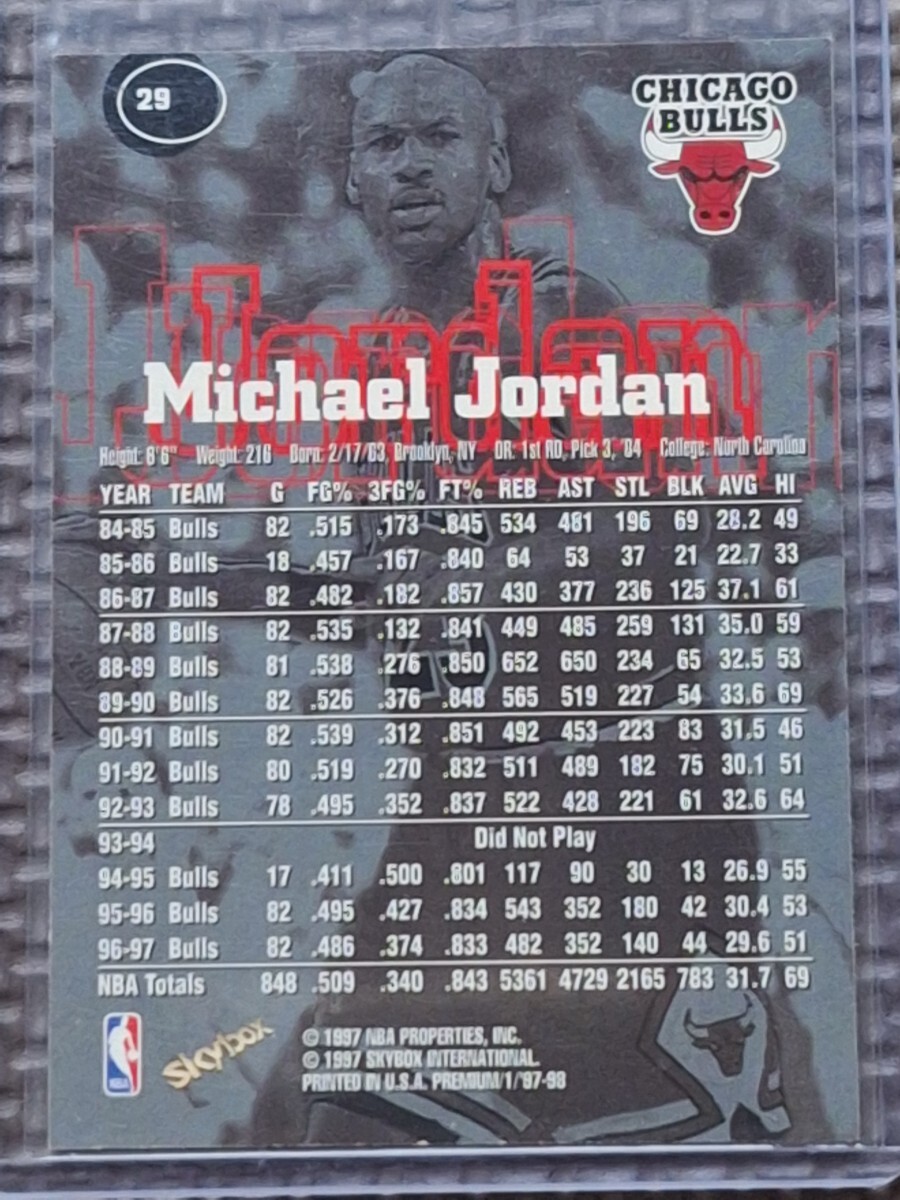 29
CHICAGO
BULLS
Jordan
Michael Jordan
Height: 6'6" Weight: 216 Born: 2/17/63, Brooklyn, NY DR: 1st RD, Pick 3, '84 College: North Carolina
YEAR TEAM G FG% 3FG% FT% REB AST STL BLK AVG HI
84-85 Bulls 82 .515 .173 .845 534 481 196 69 28.2 49
85-86 Bulls 18 .457 .167 .840 64 53 37 21 22.7 33
86-87 Bulls 82 .482 .182 .857 430 377 236 125 37.1 61
87-88 Bulls 82 .535 .132 .841 449 485 259 131 35.0 59
88-89 Bulls 81 .538 .276 .850 652 650 234 65 32.5 53
89-90 Bulls 82 .526 .376 .848 565 519 227 54 33.6 69
90-91 Bulls 82 .539 .312 .851 492 453 223 83 31.5 46
91-92 Bulls 80 .519 .270 .832 511 489 182 75 30.1 51
92-93 Bulls 78 .495 .352 .837 522 428 221 61 32.6 64
93-94 Did Not Play
94-95 Bulls 17 .411 .500 .801 117 90 30 13 26.9 55
95-96 Bulls 82 .495 .427 .834 543 352 180 42 30.4 53
96-97 Bulls 82 .486 .374 .833 482 352 140 44 29.6 51
NBA Totals 848 .509 .340 .843 5361 4729 2165 783 31.7 69
NBA
skybox
© 1997 NBA PROPERTIES, INC.
© 1997 SKYBOX INTERNATIONAL.
PRINTED IN U.S.A. PREMIUM/1/'97-98